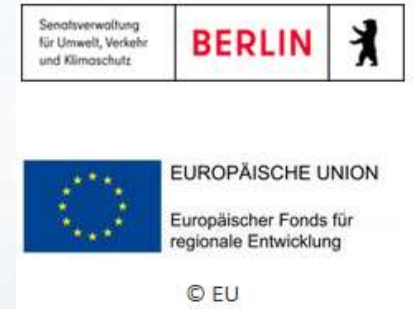 Senatsverwaltung
für Umwelt, Verkehr
und Klimaschutz
BERLIN
EUROPÄISCHE UNION
Europäischer Fonds für
regionale Entwicklung
© EU